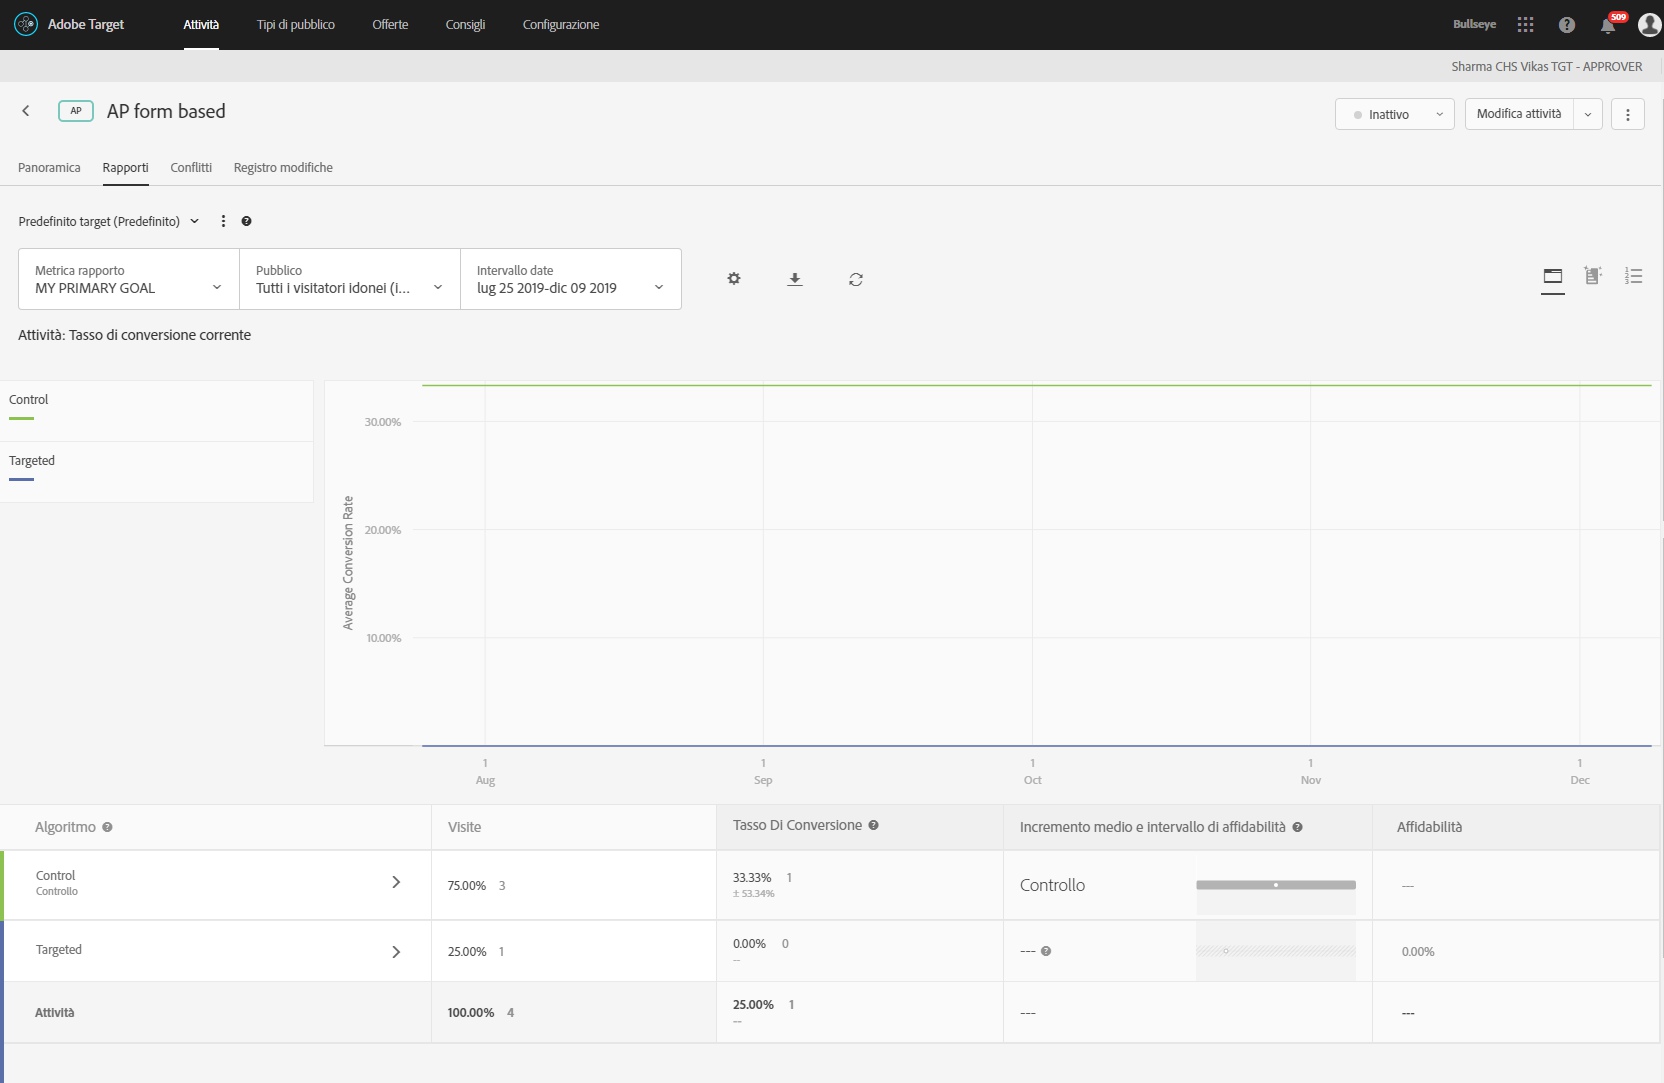 Adobe Target
Attività
Tipi di pubblico
Offerte
Consigli
Configurazione
Bullseye
509
Sharma CHS Vikas TGT - APPROVER
AP
AP form based
Inattivo
Modifica attività
Panoramica
Rapporti
Conflitti
Registro modifiche
Predefinito target (Predefinito)
Metrica rapporto
MY PRIMARY GOAL
Pubblico
Tutti i visitatori idonei (i...
Intervallo date
lug 25 2019-dic 09 2019
Attività: Tasso di conversione corrente
Control
Targeted
Average Conversion Rate
30.00%
20.00%
10.00%
1
Aug
1
Sep
1
Oct
1
Nov
1
Dec
Algoritmo
Visite
Tasso Di Conversione
Incremento medio e intervallo di affidabilità
Affidabilità
Control
Controllo
75.00% 3
33.33% 1
± 53.34%
Controllo
---
Targeted
25.00% 1
0.00% 0
--
---
0.00%
Attività
100.00% 4
25.00% 1
--
---
---